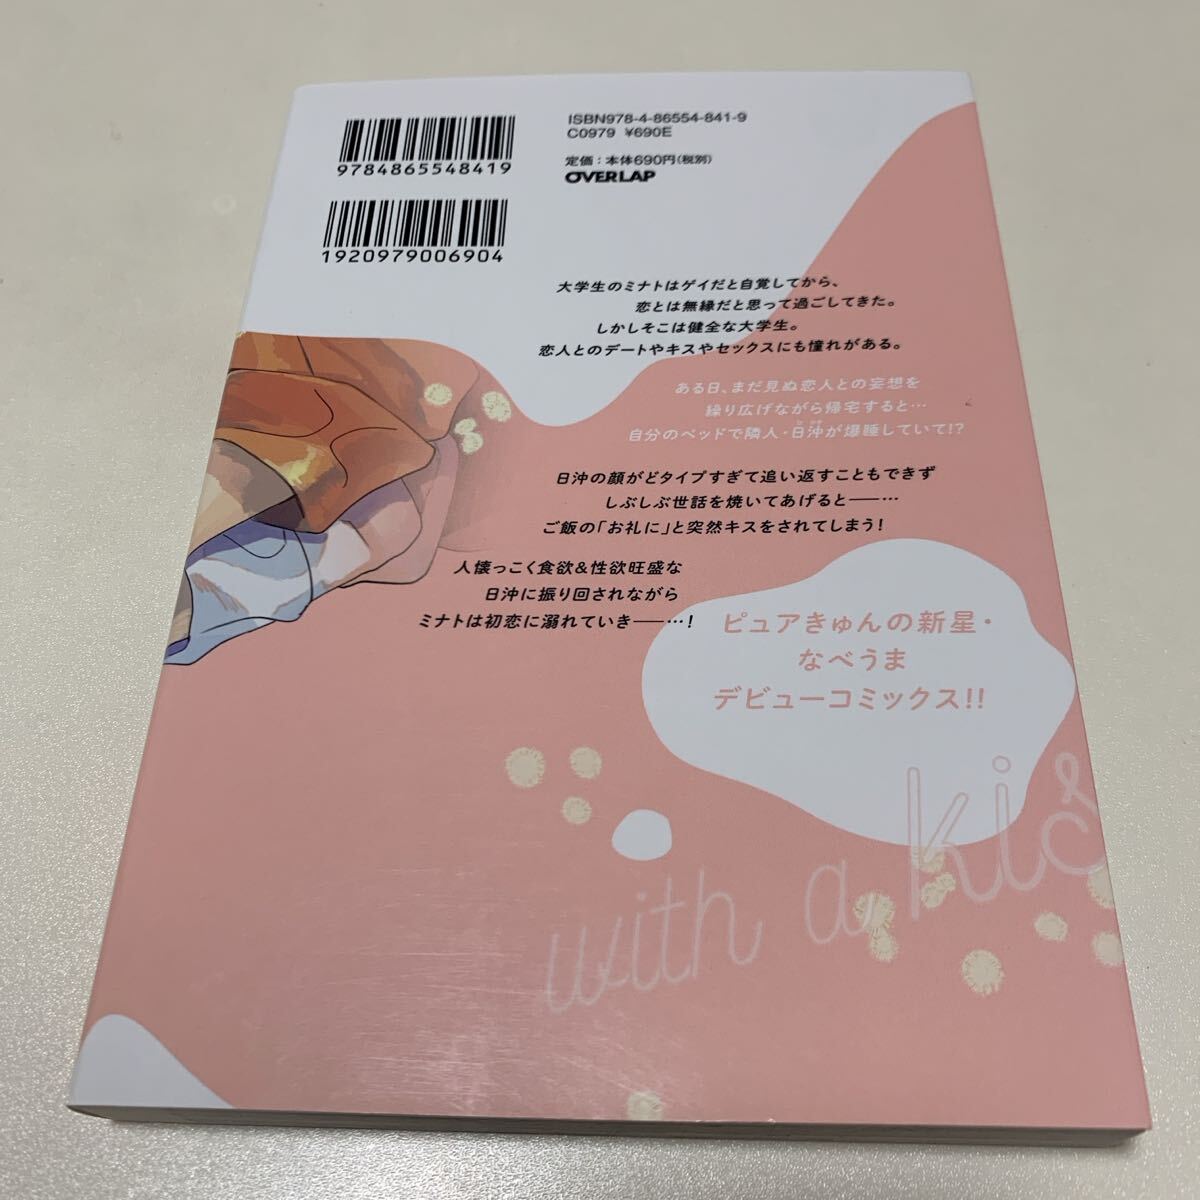 ISBN978-4-86554-841-9
C0979 ¥690E
定価：本体690円(税別)
OVERLAP
9784865548419
1920979006904
大学生のミナトはゲイだと自覚してから、
恋とは無縁だと思って過ごしてきた。
しかしそこは健全な大学生。
恋人とのデートやキスやセックスにも憧れがある。
ある日、まだ見ぬ恋人との妄想を
繰り広げながら帰宅すると…
自分のベッドで隣人・日沖が爆睡していて!?
日沖の顔がどタイプすぎて追い返すこともできず
しぶしぶ世話を焼いてあげると――…
ご飯の「お礼に」と突然キスをされてしまう!
人懐っこく食欲&性欲旺盛な
日沖に振り回されながら
ミナトは初恋に溺れていき――…!
ピュアきゅんの新星・
なべうま
デビューコミックス!!
with a kis